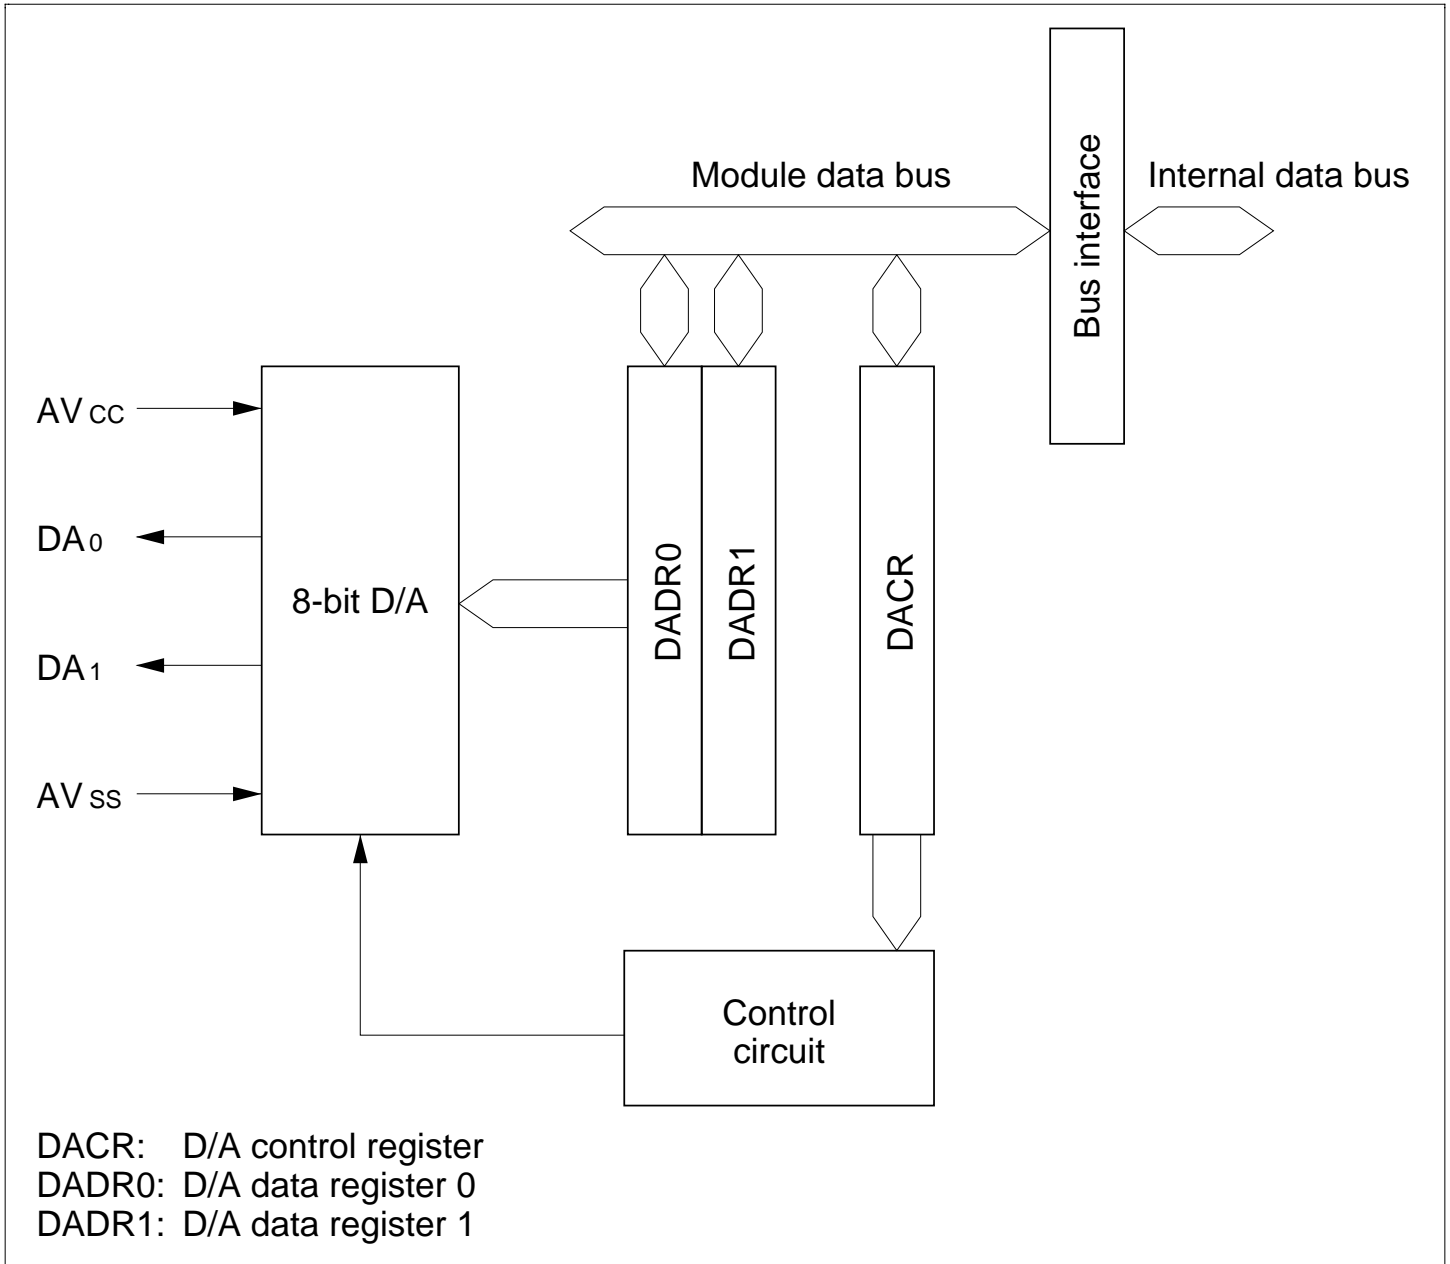 Module data bus
Internal data bus
Bus interface
AVCC
DA0
8-bit D/A
DADR0
DADR1
DACR
DA1
AVSS
Control
circuit
DACR: D/A control register
DADR0: D/A data register 0
DADR1: D/A data register 1